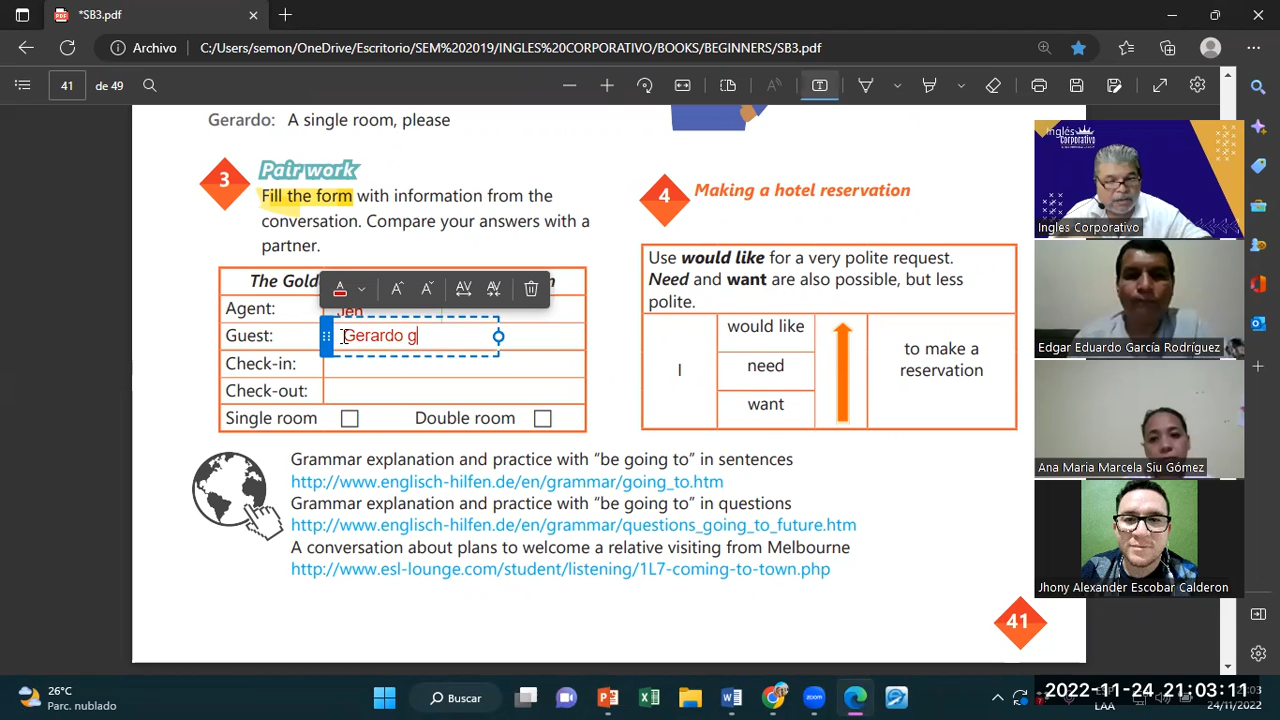 *SB3.pdf
Archivo
C:/Users/semon/OneDrive/Escritorio/SEM%202019/INGLES%20CORPORATIVO/BOOKS/BEGINNERS/SB3.pdf
41 de 49
Gerardo: A single room, please
3 Pair work
Fill the form with information from the
conversation. Compare your answers with a
partner.
The Gold
Agent: Jen
Guest: Gerardo g
Check-in:
Check-out:
Single room
Double room
4 Making a hotel reservation
Use would like for a very polite request.
Need and want are also possible, but less
polite.
I
would like
need
want
to make a
reservation
Grammar explanation and practice with “be going to” in sentences
http://www.englisch-hilfen.de/en/grammar/going_to.htm
Grammar explanation and practice with “be going to” in questions
http://www.englisch-hilfen.de/en/grammar/questions_going_to_future.htm
A conversation about plans to welcome a relative visiting from Melbourne
http://www.esl-lounge.com/student/listening/1L7-coming-to-town.php
41
Inglés
Corporativo
Ingles Corporativo
Edgar Eduardo García Rodríguez
Ana Maria Marcela Siu Gómez
Jhony Alexander Escobar Calderon
26°C
Parc. nublado
Buscar
LAA
2022-11-24 21:03:11
24/11/2022